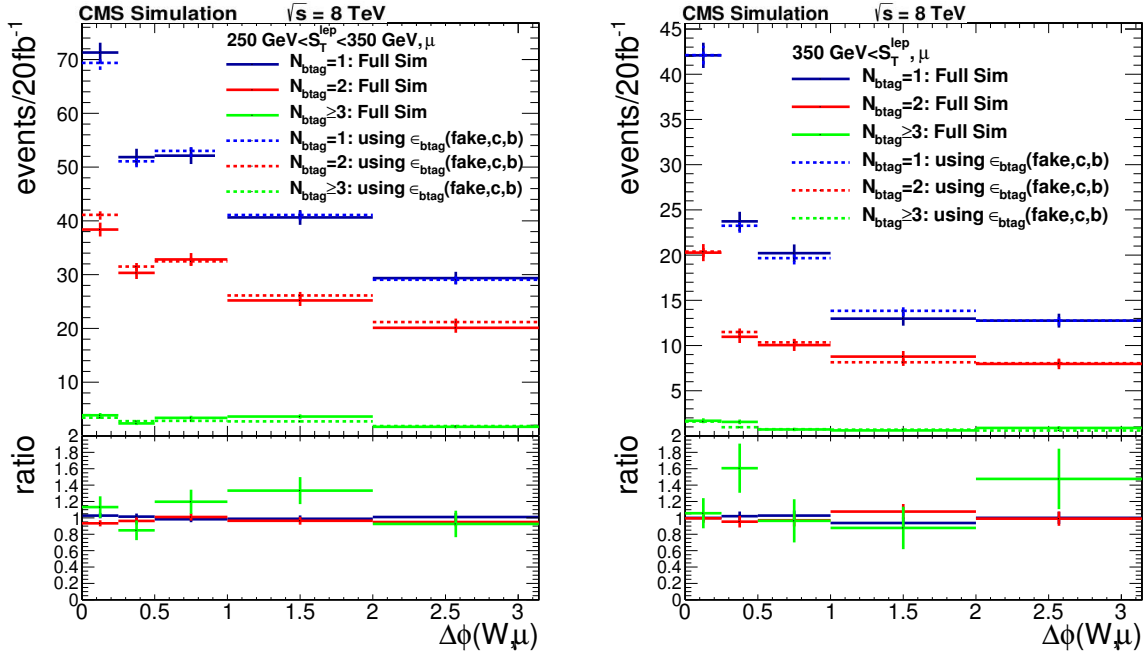 CMS Simulation √s = 8 TeV
events/20fb⁻¹
250 GeV<S_T^lep<350 GeV, μ
N_btag=1: Full Sim
N_btag=2: Full Sim
N_btag≥3: Full Sim
N_btag=1: using ϵ_btag(fake,c,b)
N_btag=2: using ϵ_btag(fake,c,b)
N_btag≥3: using ϵ_btag(fake,c,b)
70
60
50
40
30
20
10
ratio
2
1.8
1.6
1.4
1.2
1
0.8
0.6
0.4
0.2
0
0 0.5 1 1.5 2 2.5 3
Δϕ(W,μ)
CMS Simulation √s = 8 TeV
events/20fb⁻¹
350 GeV<S_T^lep, μ
N_btag=1: Full Sim
N_btag=2: Full Sim
N_btag≥3: Full Sim
N_btag=1: using ϵ_btag(fake,c,b)
N_btag=2: using ϵ_btag(fake,c,b)
N_btag≥3: using ϵ_btag(fake,c,b)
45
40
35
30
25
20
15
10
5
ratio
2
1.8
1.6
1.4
1.2
1
0.8
0.6
0.4
0.2
0
0 0.5 1 1.5 2 2.5 3
Δϕ(W,μ)